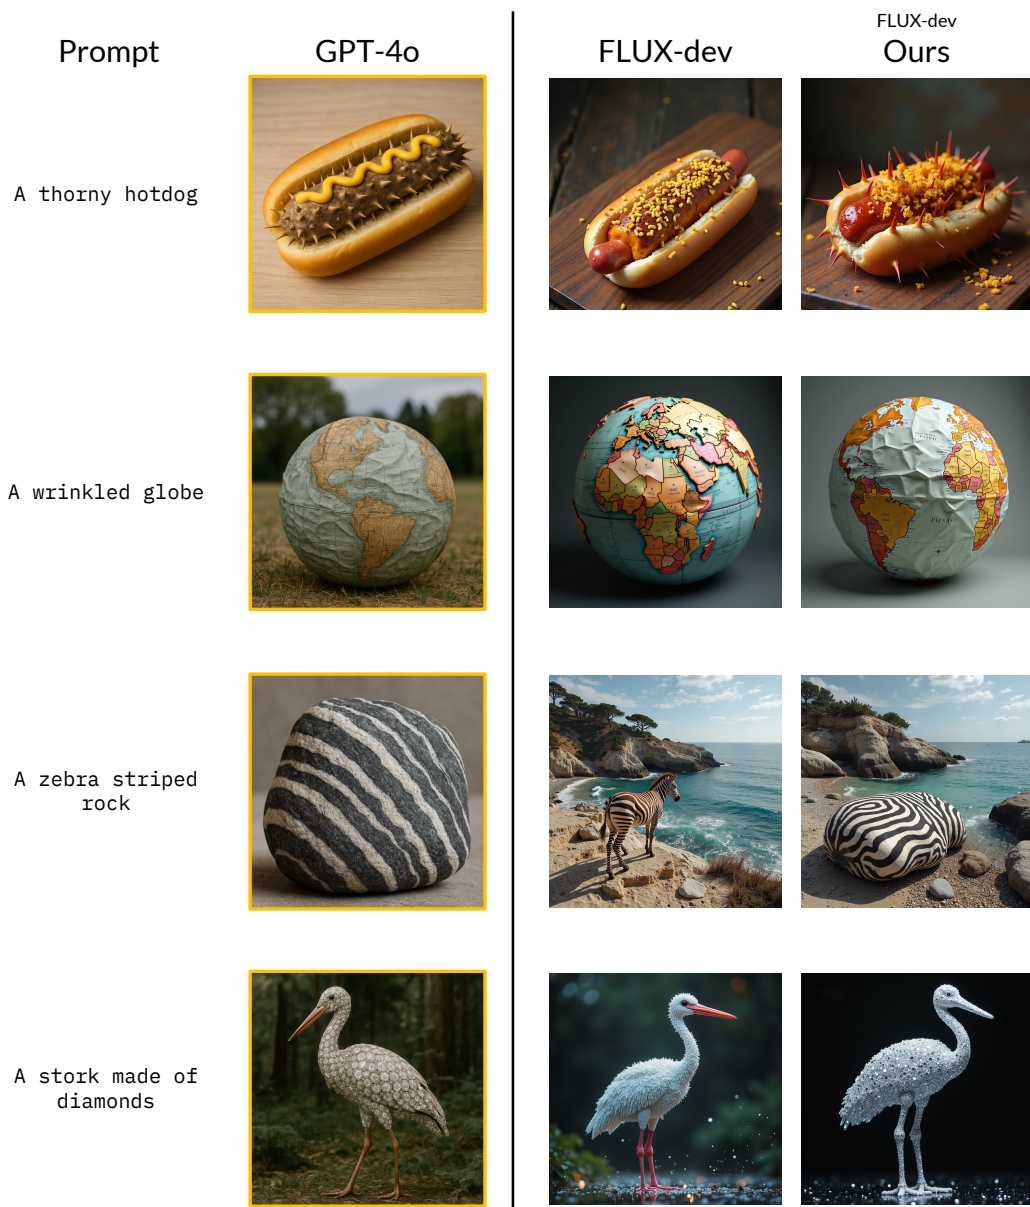 FLUX-dev
Prompt
GPT-4o
FLUX-dev
Ours
A thorny hotdog
A wrinkled globe
A zebra striped
rock
A stork made of
diamonds